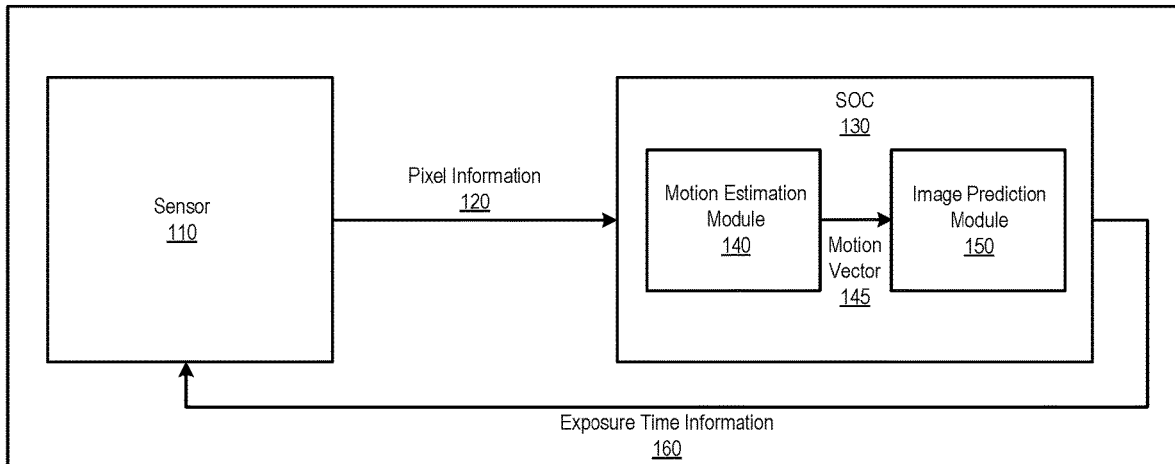 Sensor
110
Pixel Information
120
SOC
130
Motion Estimation
Module
140
Motion
Vector
145
Image Prediction
Module
150
Exposure Time Information
160